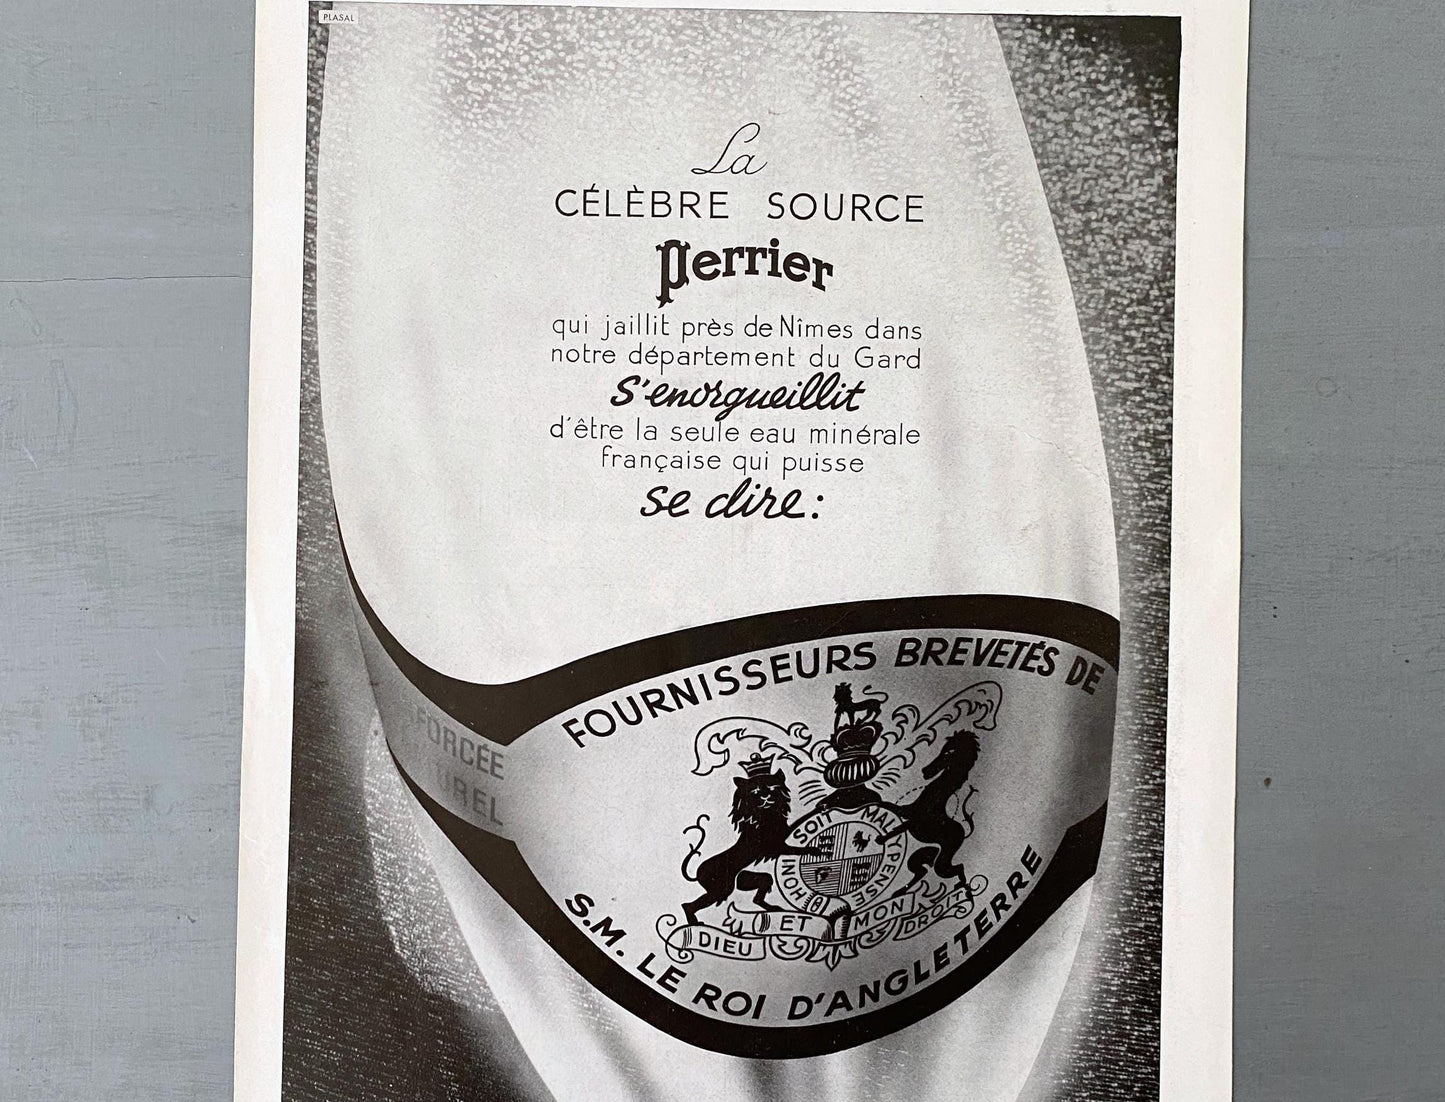 PLASAL
La
CÉLÈBRE SOURCE
Perrier
qui jaillit près de Nîmes dans
notre département du Gard
S'enorgueillit
d'être la seule eau minérale
française qui puisse
se dire:
FOURNISSEURS BREVETÉS DE
FORCÉE
UREL
HONI SOIT MAL Y PENSE
DIEU ET MON DROIT
S.M. LE ROI D'ANGLETERRE